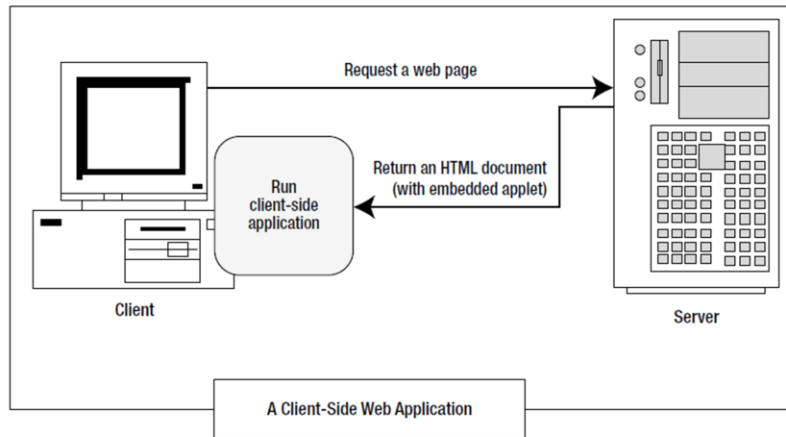 Request a web page
Return an HTML document
(with embedded applet)
Run
client-side
application
Client
Server
A Client-Side Web Application